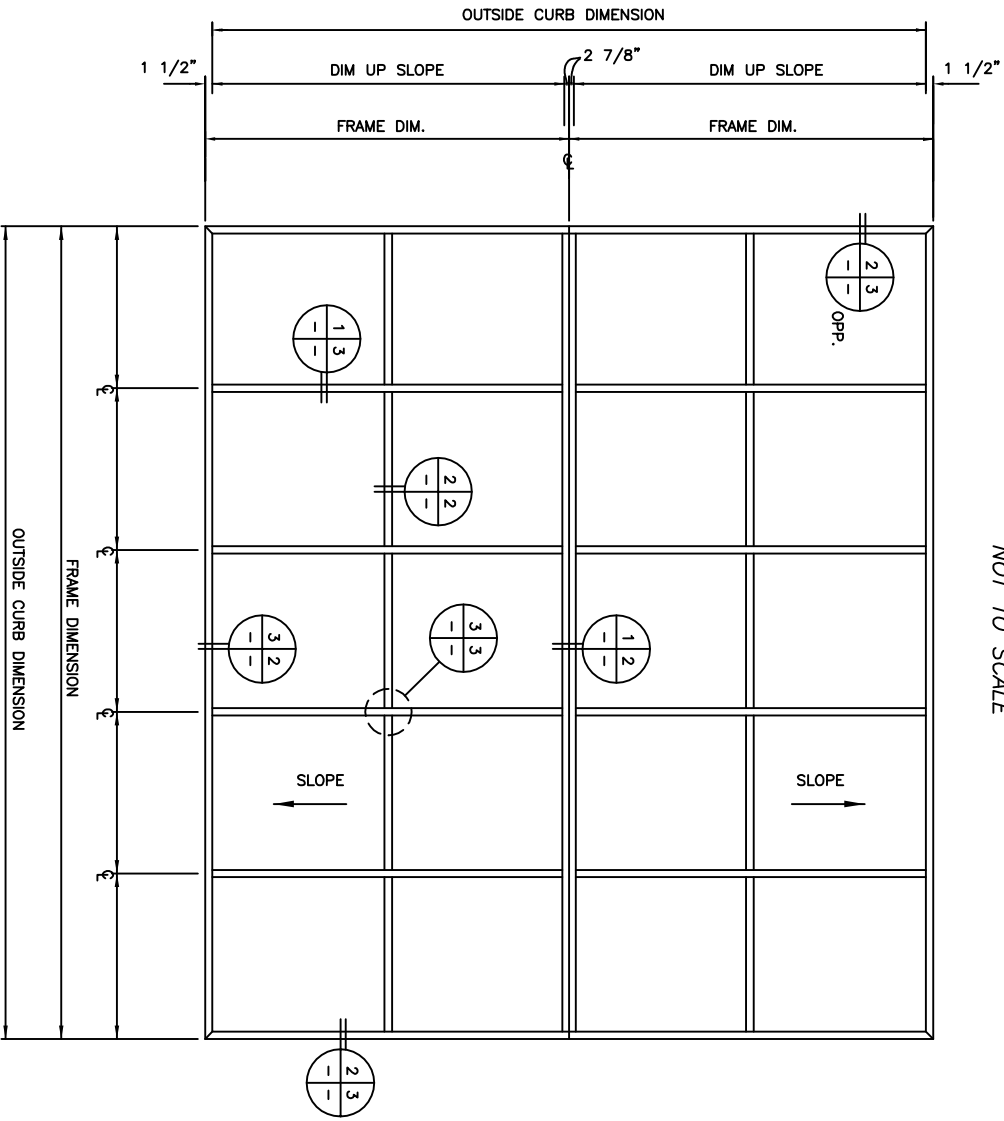 OUTSIDE CURB DIMENSION
2 7/8"
1 1/2" DIM UP SLOPE DIM UP SLOPE 1 1/2"
FRAME DIM. FRAME DIM.
NOT TO SCALE
2 3
- -
OPP.
1 3
- -
2 2
- -
3 3
- -
3 2
- -
1 2
- -
SLOPE SLOPE
2 3
- -
FRAME DIMENSION
OUTSIDE CURB DIMENSION